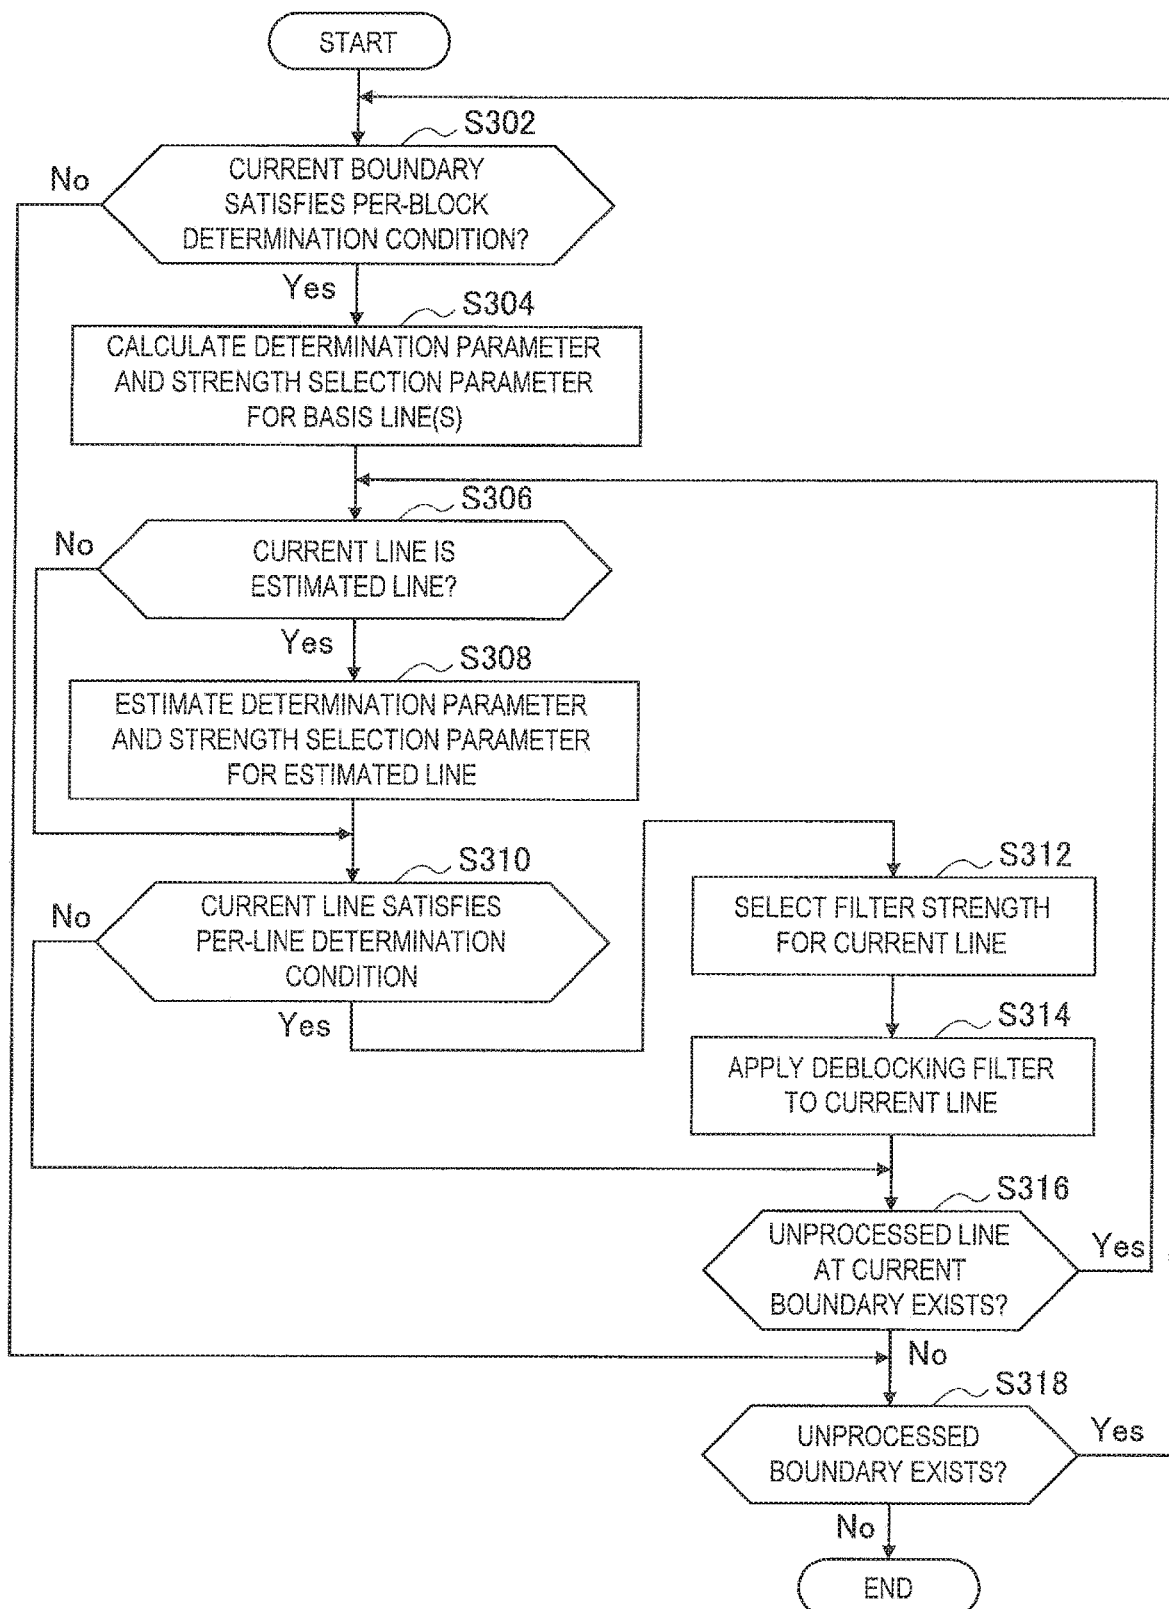 START
S302
No
CURRENT BOUNDARY
SATISFIES PER-BLOCK
DETERMINATION CONDITION?
Yes
S304
CALCULATE DETERMINATION PARAMETER
AND STRENGTH SELECTION PARAMETER
FOR BASIS LINE(S)
S306
No
CURRENT LINE IS
ESTIMATED LINE?
Yes
S308
ESTIMATE DETERMINATION PARAMETER
AND STRENGTH SELECTION PARAMETER
FOR ESTIMATED LINE
S310
No
CURRENT LINE SATISFIES
PER-LINE DETERMINATION
CONDITION
Yes
S312
SELECT FILTER STRENGTH
FOR CURRENT LINE
S314
APPLY DEBLOCKING FILTER
TO CURRENT LINE
S316
UNPROCESSED LINE
AT CURRENT
BOUNDARY EXISTS?
Yes
No
S318
UNPROCESSED
BOUNDARY EXISTS?
Yes
No
END